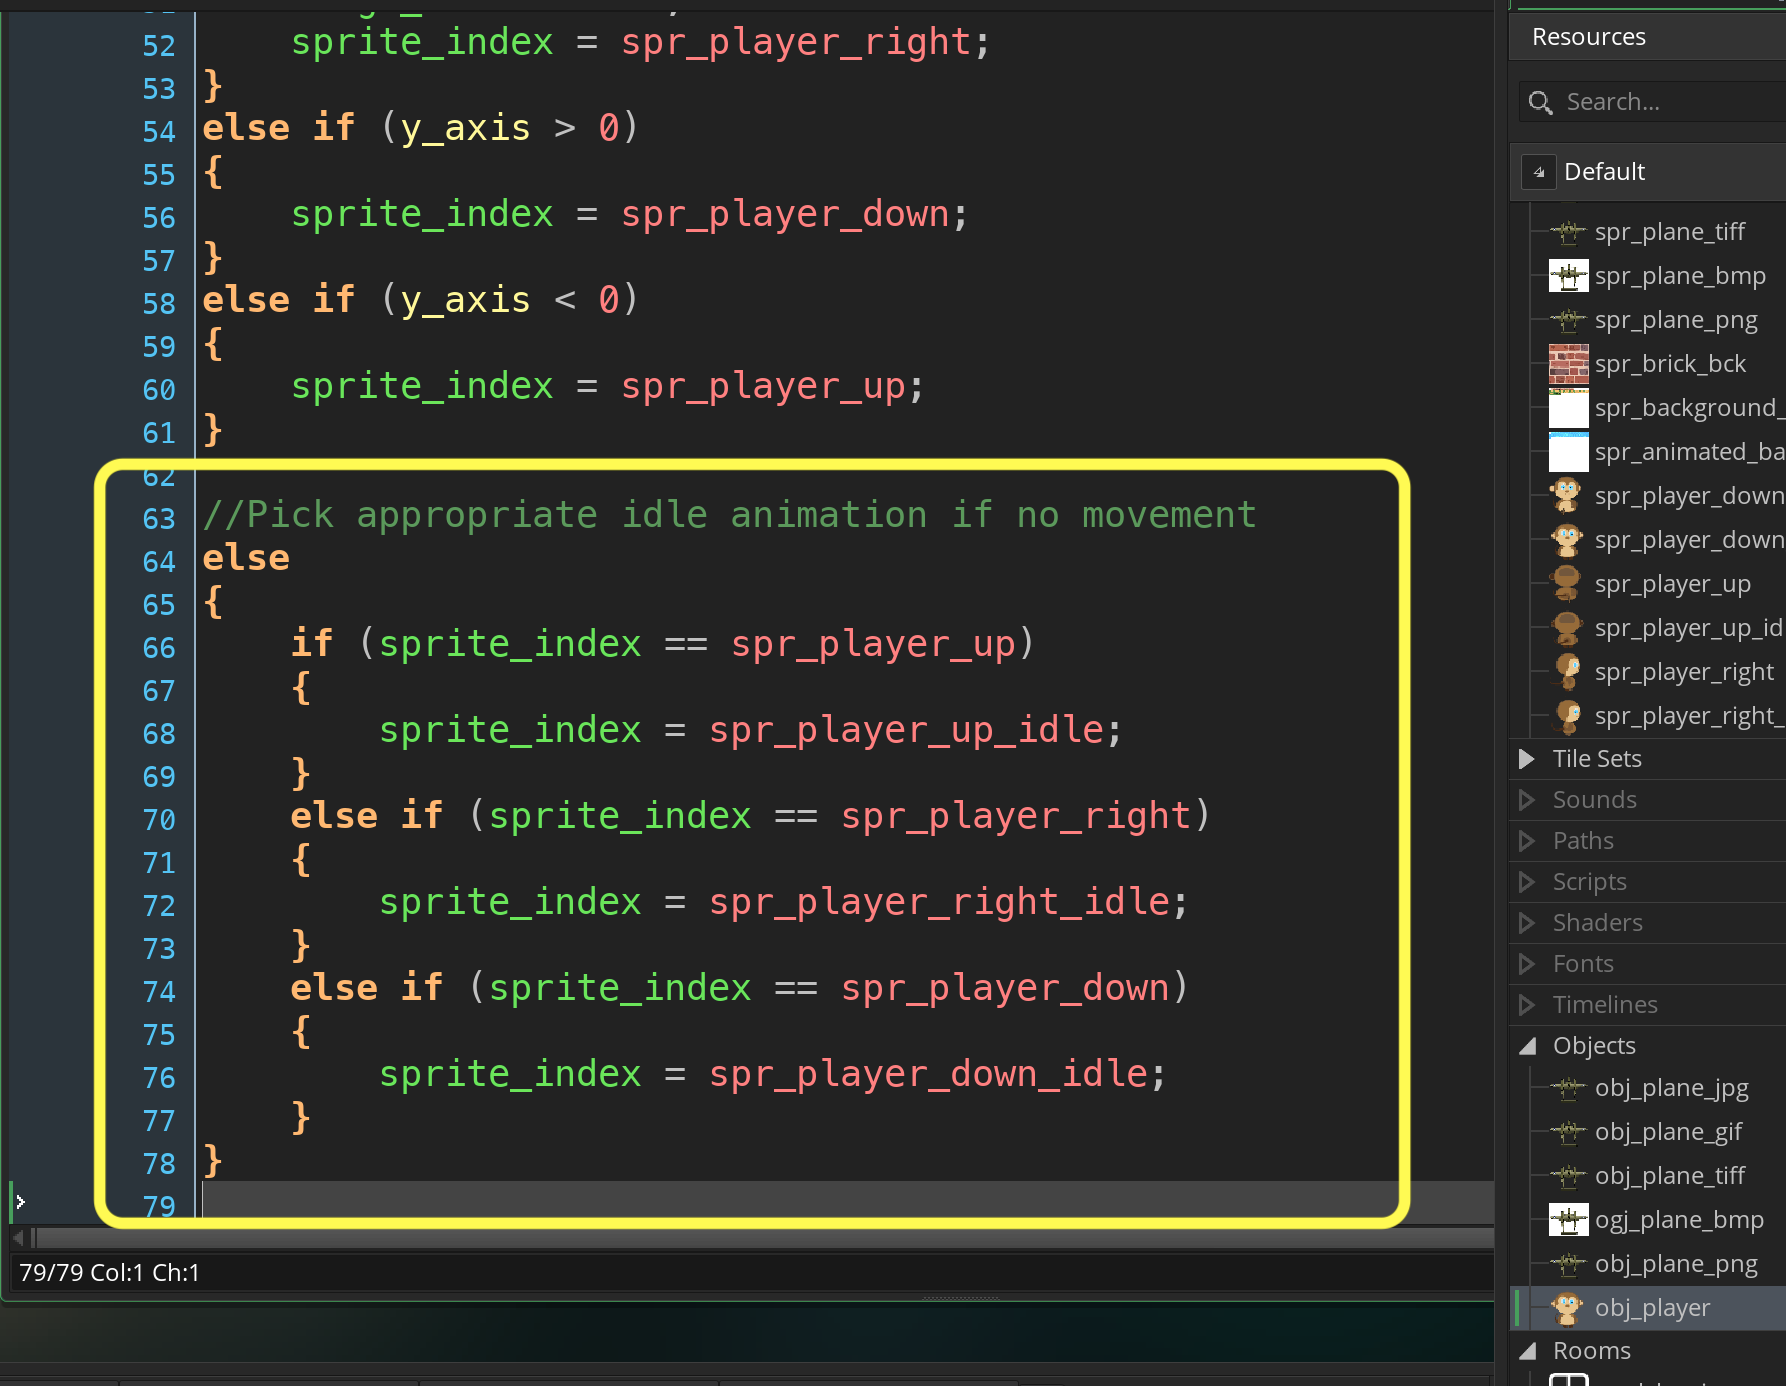 52 sprite_index = spr_player_right;
53 }
54 else if (y_axis > 0)
55 {
56 sprite_index = spr_player_down;
57 }
58 else if (y_axis < 0)
59 {
60 sprite_index = spr_player_up;
61 }
62
63 //Pick appropriate idle animation if no movement
64 else
65 {
66 if (sprite_index == spr_player_up)
67 {
68 sprite_index = spr_player_up_idle;
69 }
70 else if (sprite_index == spr_player_right)
71 {
72 sprite_index = spr_player_right_idle;
73 }
74 else if (sprite_index == spr_player_down)
75 {
76 sprite_index = spr_player_down_idle;
77 }
78 }
79
79/79 Col:1 Ch:1
Resources
Search...
Default
spr_plane_tiff
spr_plane_bmp
spr_plane_png
spr_brick_bck
spr_background_
spr_animated_ba
spr_player_down
spr_player_down
spr_player_up
spr_player_up_id
spr_player_right
spr_player_right_
Tile Sets
Sounds
Paths
Scripts
Shaders
Fonts
Timelines
Objects
obj_plane_jpg
obj_plane_gif
obj_plane_tiff
ogj_plane_bmp
obj_plane_png
obj_player
Rooms